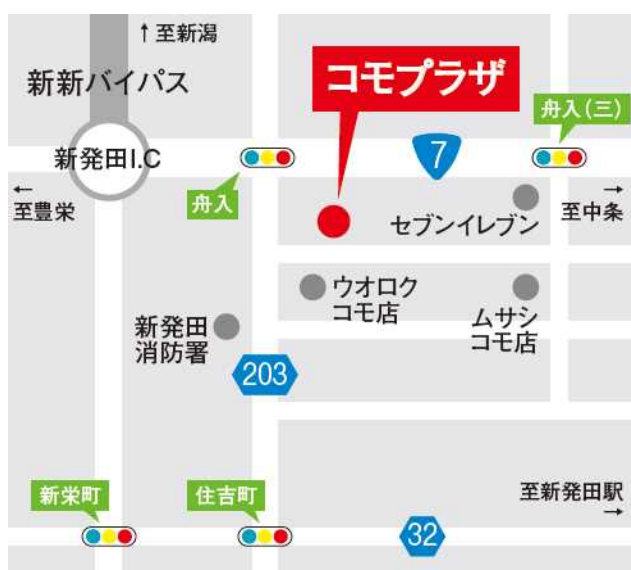 ↑至新潟
新新バイパス
コモプラザ
舟入(三)
新発田I.C
7
←
至豊栄
舟入
セブンイレブン
→
至中条
ウオロク
コモ店
ムサシ
コモ店
新発田
消防署
203
新栄町
住吉町
至新発田駅
→
32